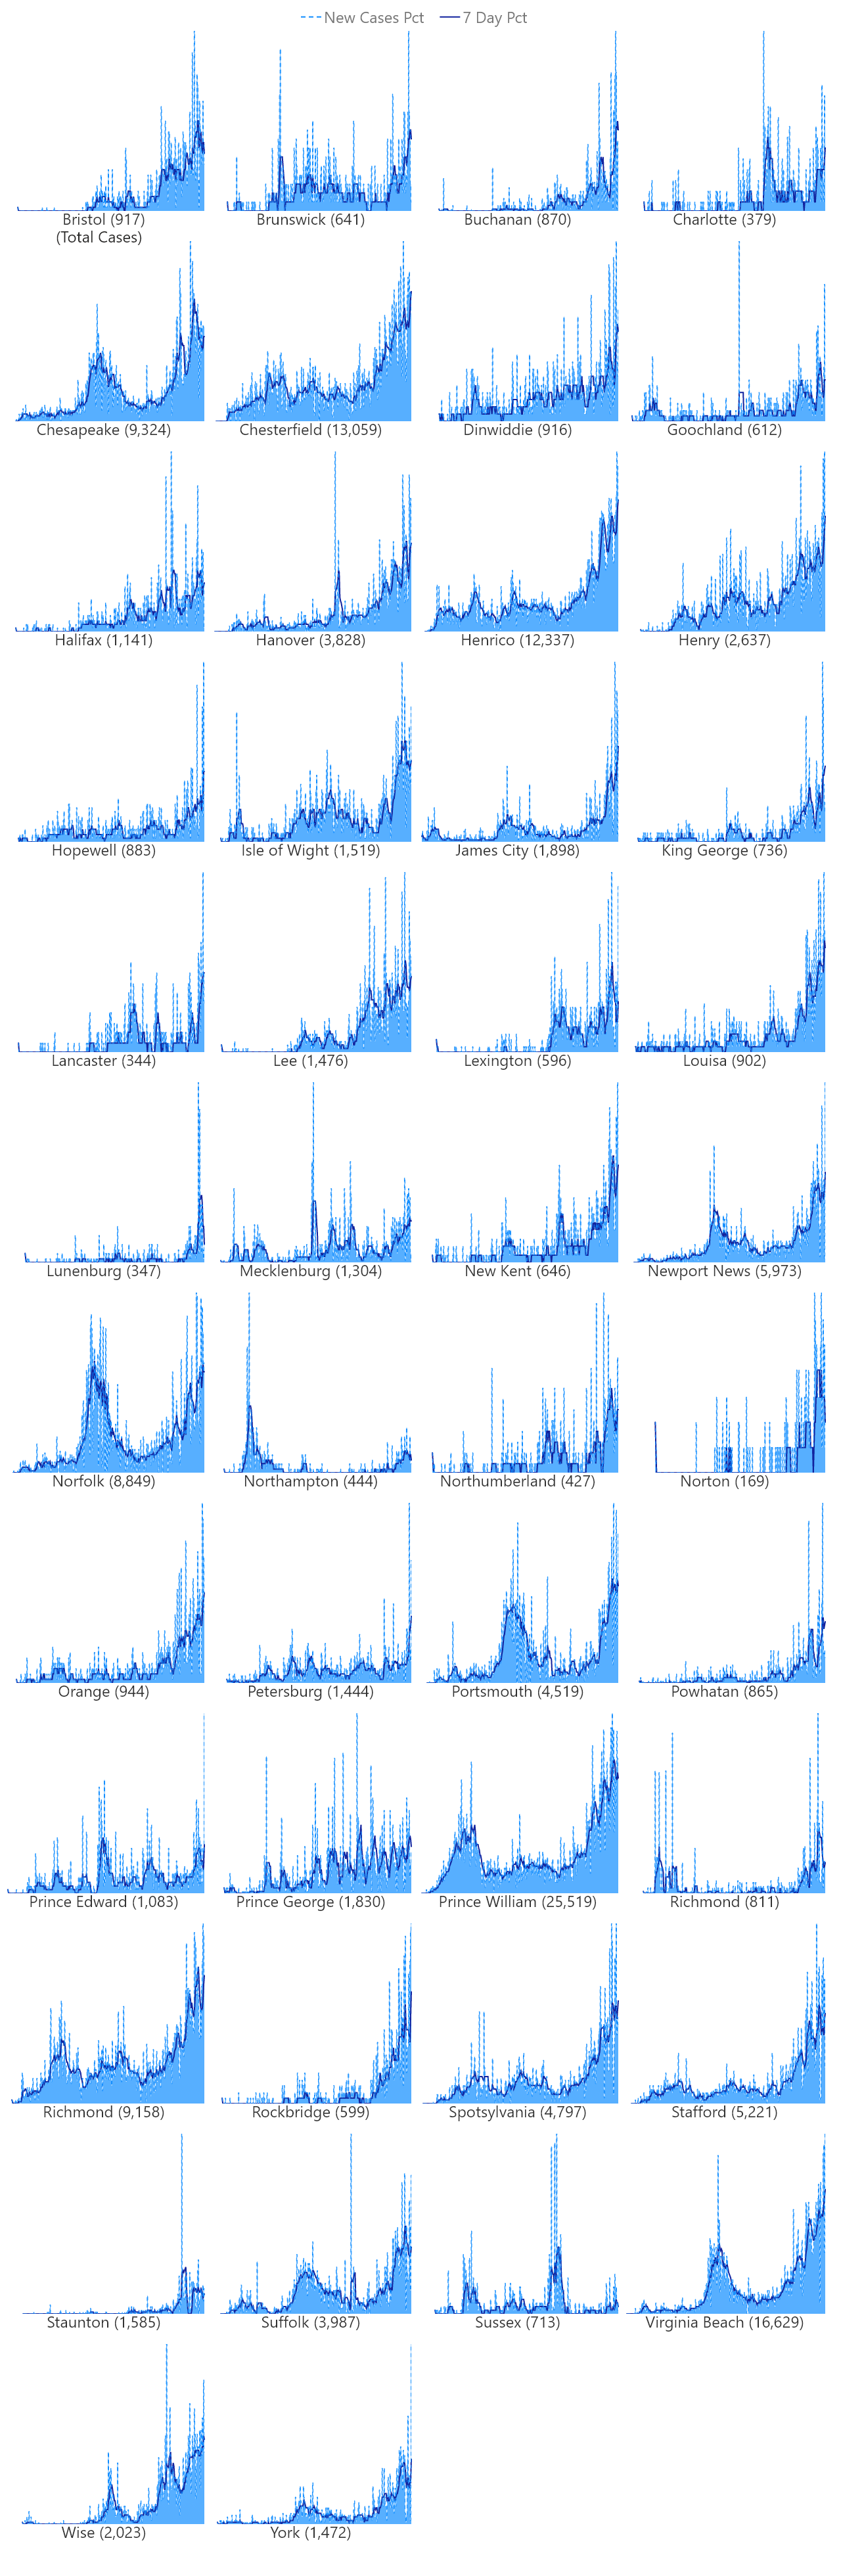 New Cases Pct 7 Day Pct
Bristol (917) Brunswick (641) Buchanan (870) Charlotte (379)
(Total Cases)
Chesapeake (9,324) Chesterfield (13,059) Dinwiddie (916) Goochland (612)
Halifax (1,141) Hanover (3,828) Henrico (12,337) Henry (2,637)
Hopewell (883) Isle of Wight (1,519) James City (1,898) King George (736)
Lancaster (344) Lee (1,476) Lexington (596) Louisa (902)
Lunenburg (347) Mecklenburg (1,304) New Kent (646) Newport News (5,973)
Norfolk (8,849) Northampton (444) Northumberland (427) Norton (169)
Orange (944) Petersburg (1,444) Portsmouth (4,519) Powhatan (865)
Prince Edward (1,083) Prince George (1,830) Prince William (25,519) Richmond (811)
Richmond (9,158) Rockbridge (599) Spotsylvania (4,797) Stafford (5,221)
Staunton (1,585) Suffolk (3,987) Sussex (713) Virginia Beach (16,629)
Wise (2,023) York (1,472)